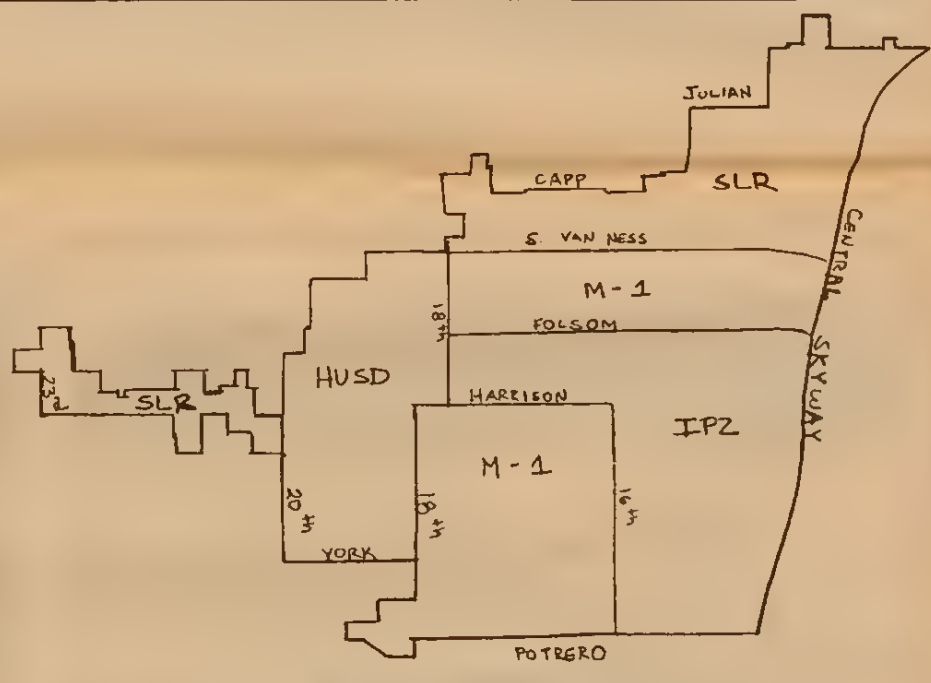 JULIAN
CAPP
SLR
S. VAN NESS
CENTRAL SKYWAY
M-1
18th
FOLSOM
HUSD
23rd
SLR
HARRISON
IPZ
M-1
20th
18th
16th
YORK
POTRERO